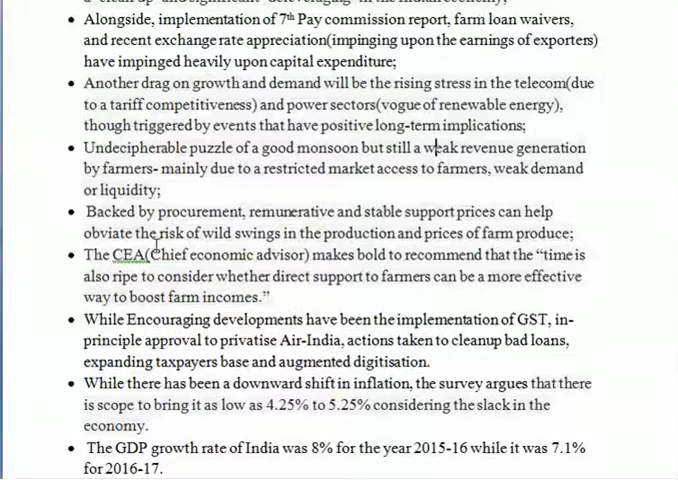 • Alongside, implementation of 7th Pay commission report, farm loan waivers,
and recent exchange rate appreciation(impinging upon the earnings of exporters)
have impinged heavily upon capital expenditure;
• Another drag on growth and demand will be the rising stress in the telecom(due
to a tariff competitiveness) and power sectors(vogue of renewable energy),
though triggered by events that have positive long-term implications;
• Undecipherable puzzle of a good monsoon but still a weak revenue generation
by farmers- mainly due to a restricted market access to farmers, weak demand
or liquidity;
• Backed by procurement, remunerative and stable support prices can help
obviate the risk of wild swings in the production and prices of farm produce;
• The CEA(Chief economic advisor) makes bold to recommend that the “time is
also ripe to consider whether direct support to farmers can be a more effective
way to boost farm incomes.”
• While Encouraging developments have been the implementation of GST, in-
principle approval to privatise Air-India, actions taken to cleanup bad loans,
expanding taxpayers base and augmented digitisation.
• While there has been a downward shift in inflation, the survey argues that there
is scope to bring it as low as 4.25% to 5.25% considering the slack in the
economy.
• The GDP growth rate of India was 8% for the year 2015-16 while it was 7.1%
for 2016-17.